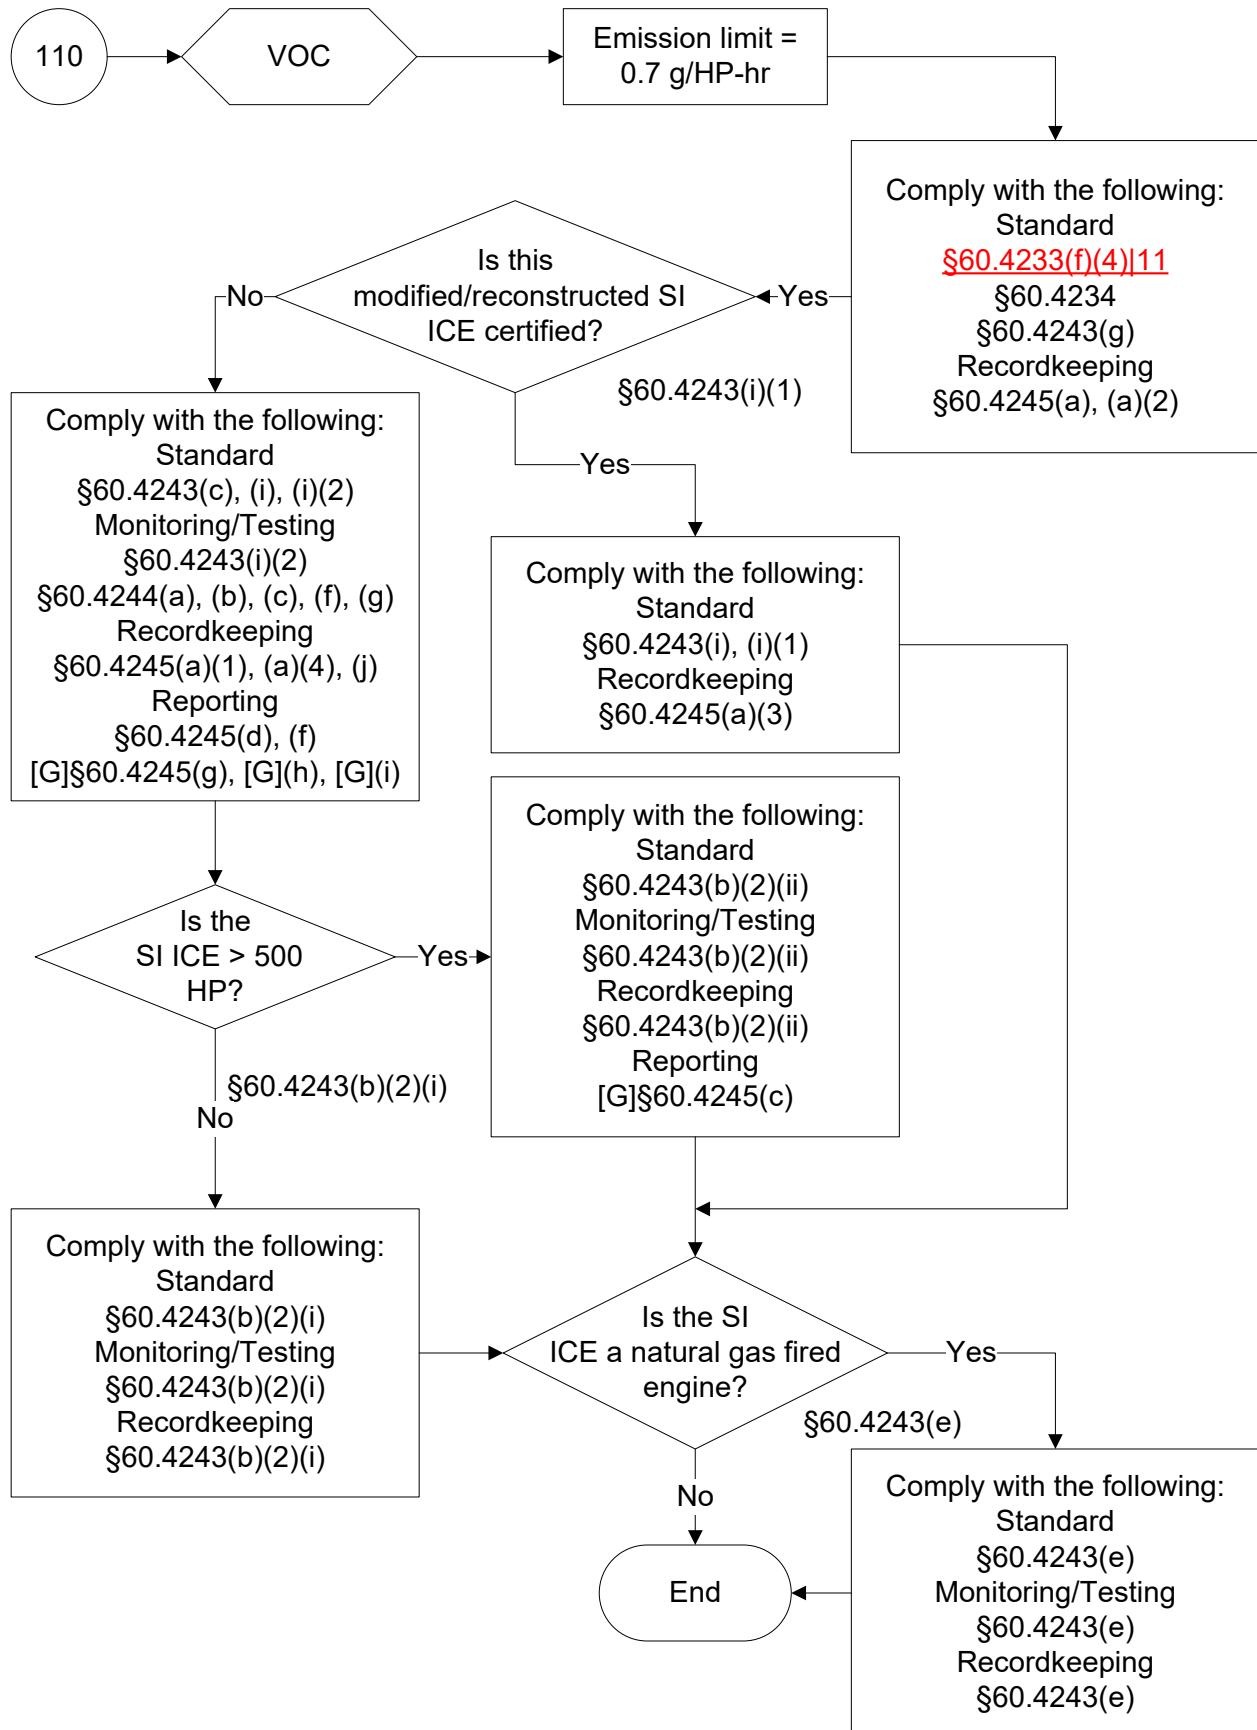 110
VOC
Emission limit =
0.7 g/HP-hr
Comply with the following:
Standard
§60.4233(f)(4)|11
§60.4234
§60.4243(g)
Recordkeeping
§60.4245(a), (a)(2)
Yes
Is this
modified/reconstructed SI
ICE certified?
No
§60.4243(i)(1)
Yes
Comply with the following:
Standard
§60.4243(c), (i), (i)(2)
Monitoring/Testing
§60.4243(i)(2)
§60.4244(a), (b), (c), (f), (g)
Recordkeeping
§60.4245(a)(1), (a)(4), (j)
Reporting
§60.4245(d), (f)
[G]§60.4245(g), [G](h), [G](i)
Comply with the following:
Standard
§60.4243(i), (i)(1)
Recordkeeping
§60.4245(a)(3)
Is the
SI ICE > 500
HP?
Yes
Comply with the following:
Standard
§60.4243(b)(2)(ii)
Monitoring/Testing
§60.4243(b)(2)(ii)
Recordkeeping
§60.4243(b)(2)(ii)
Reporting
[G]§60.4245(c)
§60.4243(b)(2)(i)
No
Comply with the following:
Standard
§60.4243(b)(2)(i)
Monitoring/Testing
§60.4243(b)(2)(i)
Recordkeeping
§60.4243(b)(2)(i)
Is the SI
ICE a natural gas fired
engine?
Yes
§60.4243(e)
No
Comply with the following:
Standard
§60.4243(e)
Monitoring/Testing
§60.4243(e)
Recordkeeping
§60.4243(e)
End